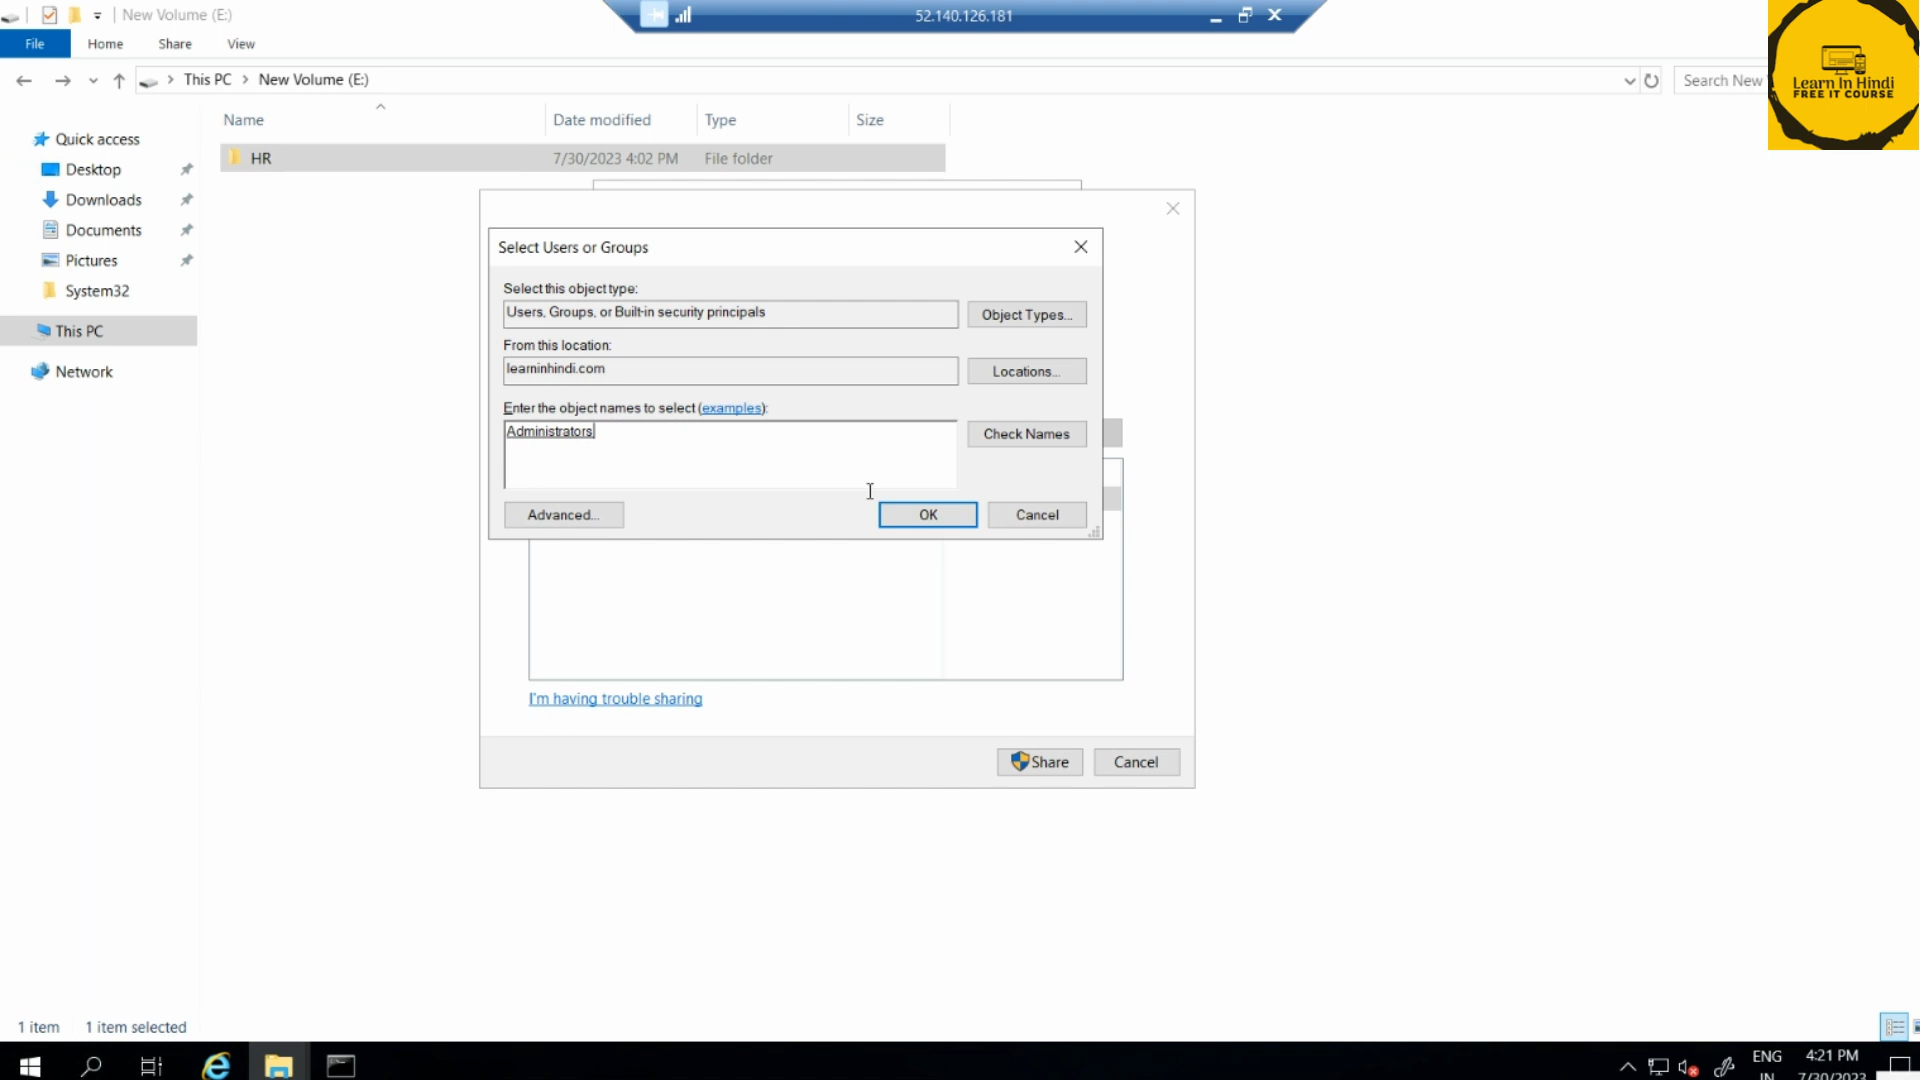 New Volume (E:)
52.140.126.181
File Home Share View
This PC > New Volume (E:)
Search New
Learn In Hindi
FREE IT COURSE
Name Date modified Type Size
HR 7/30/2023 4:02 PM File folder
Quick access
Desktop
Downloads
Documents
Pictures
System32
This PC
Network
Select Users or Groups
Select this object type:
Users, Groups, or Built-in security principals
Object Types...
From this location:
learninhindi.com
Locations...
Enter the object names to select (examples):
Administrators
Check Names
Advanced...
OK
Cancel
I'm having trouble sharing
Share
Cancel
1 item 1 item selected
ENG
IN
4:21 PM
7/30/2023